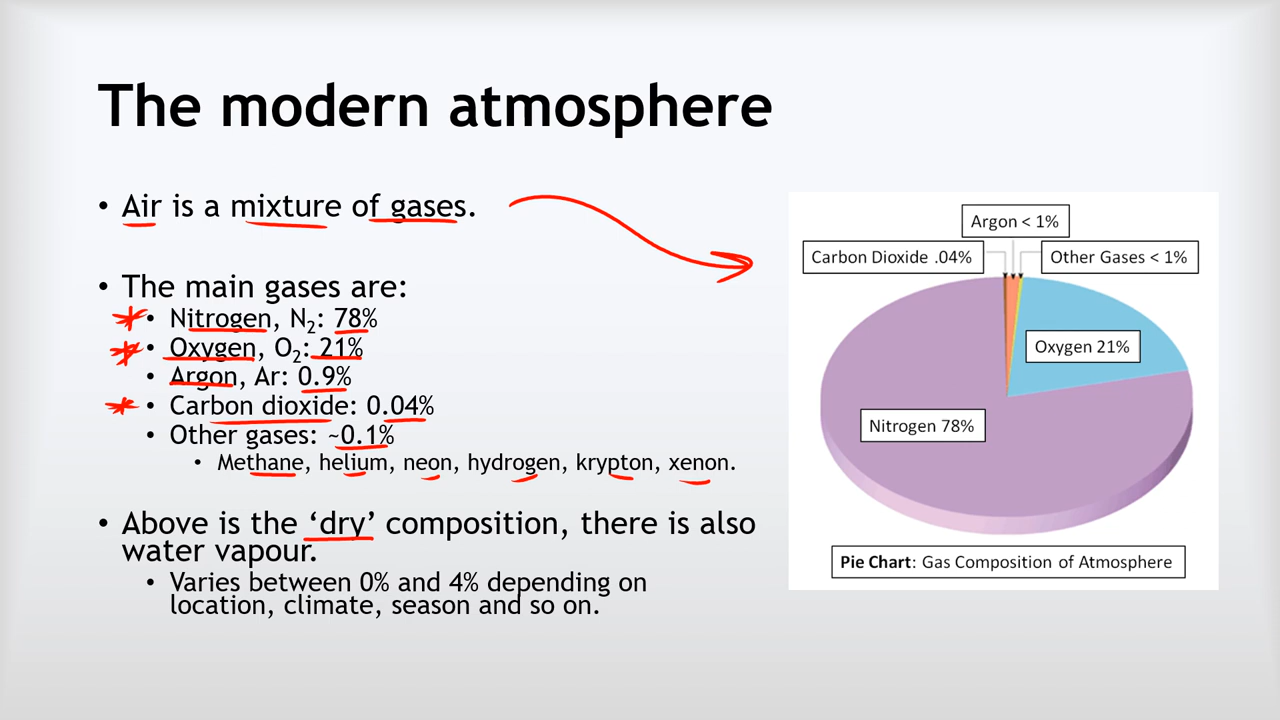 The modern atmosphere
• Air is a mixture of gases.
• The main gases are:
• Nitrogen, N₂: 78%
• Oxygen, O₂: 21%
• Argon, Ar: 0.9%
• Carbon dioxide: 0.04%
• Other gases: ~0.1%
• Methane, helium, neon, hydrogen, krypton, xenon.
• Above is the ‘dry’ composition, there is also
water vapour.
• Varies between 0% and 4% depending on
location, climate, season and so on.
Argon < 1%
Carbon Dioxide .04%
Other Gases < 1%
Oxygen 21%
Nitrogen 78%
Pie Chart: Gas Composition of Atmosphere